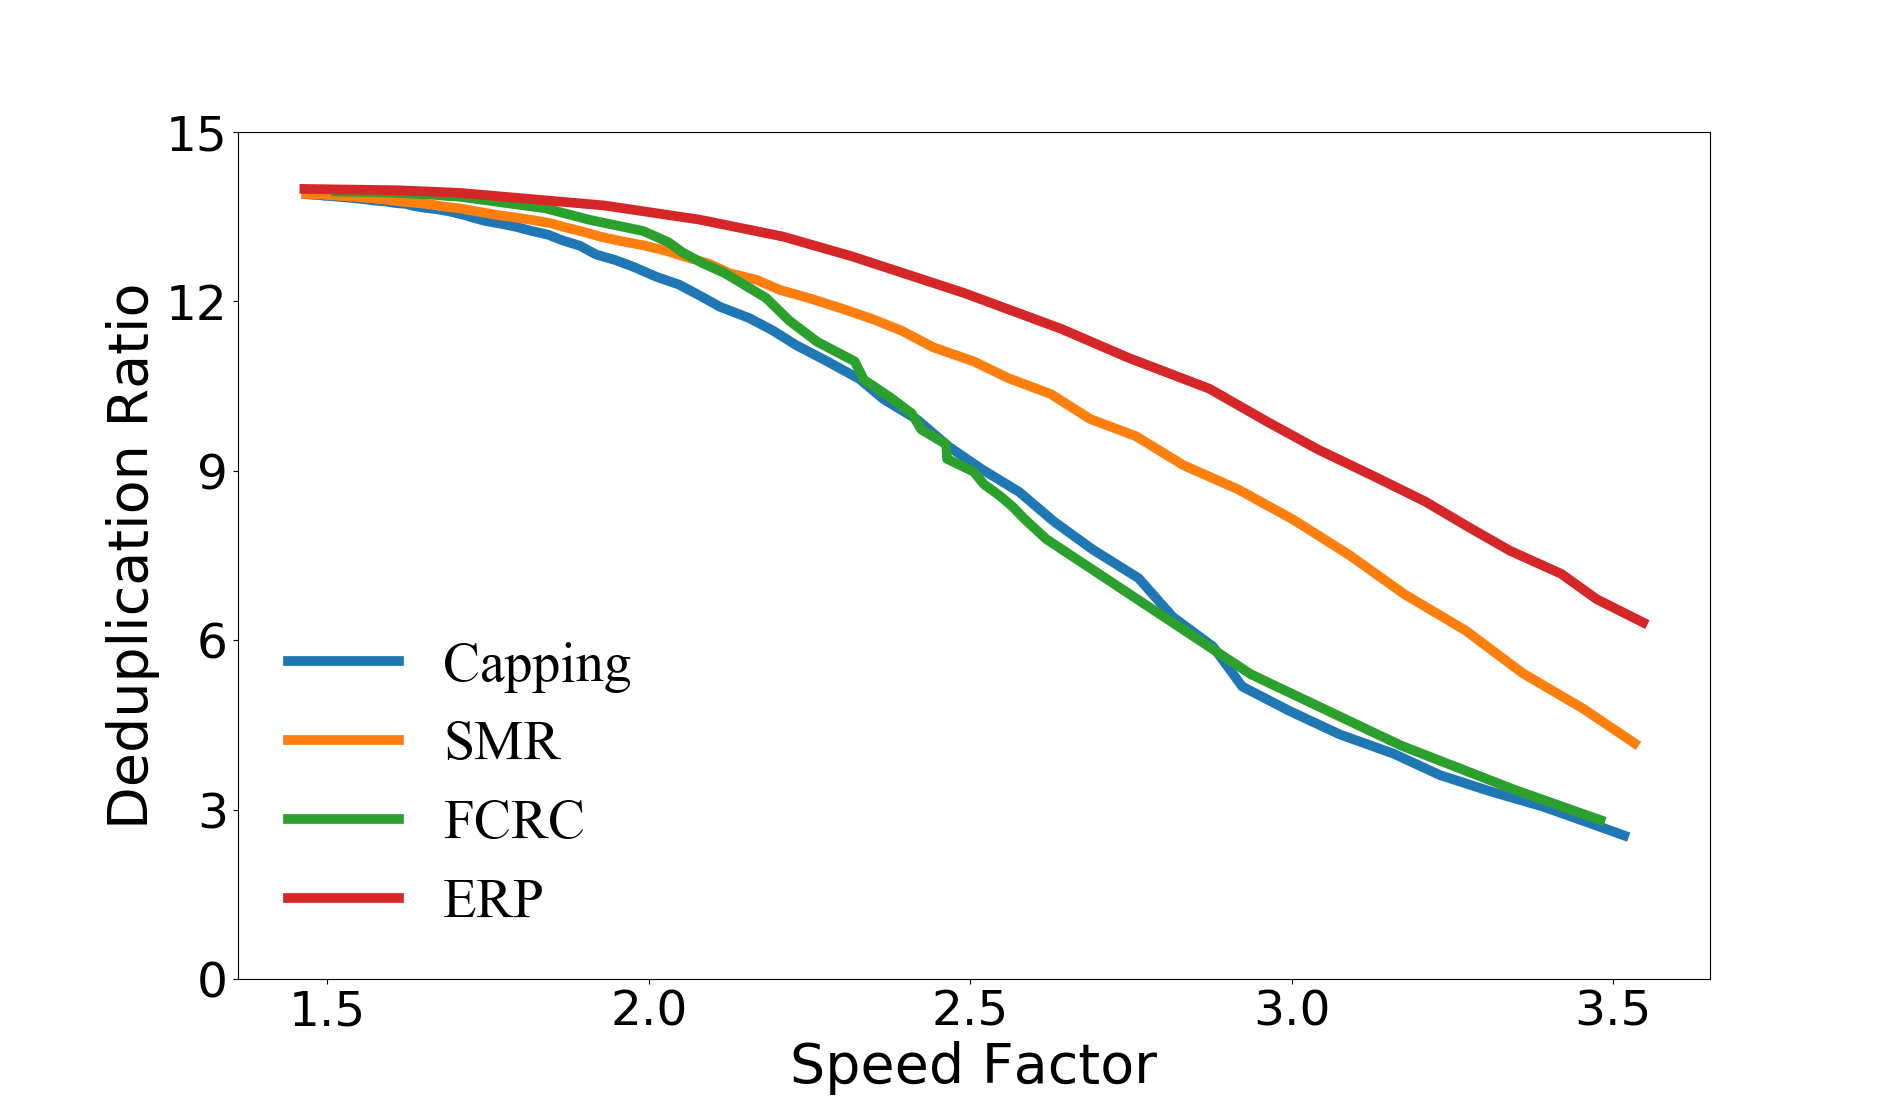 15
12
9
6
3
0
Deduplication Ratio
Capping
SMR
FCRC
ERP
1.5 2.0 2.5 3.0 3.5
Speed Factor